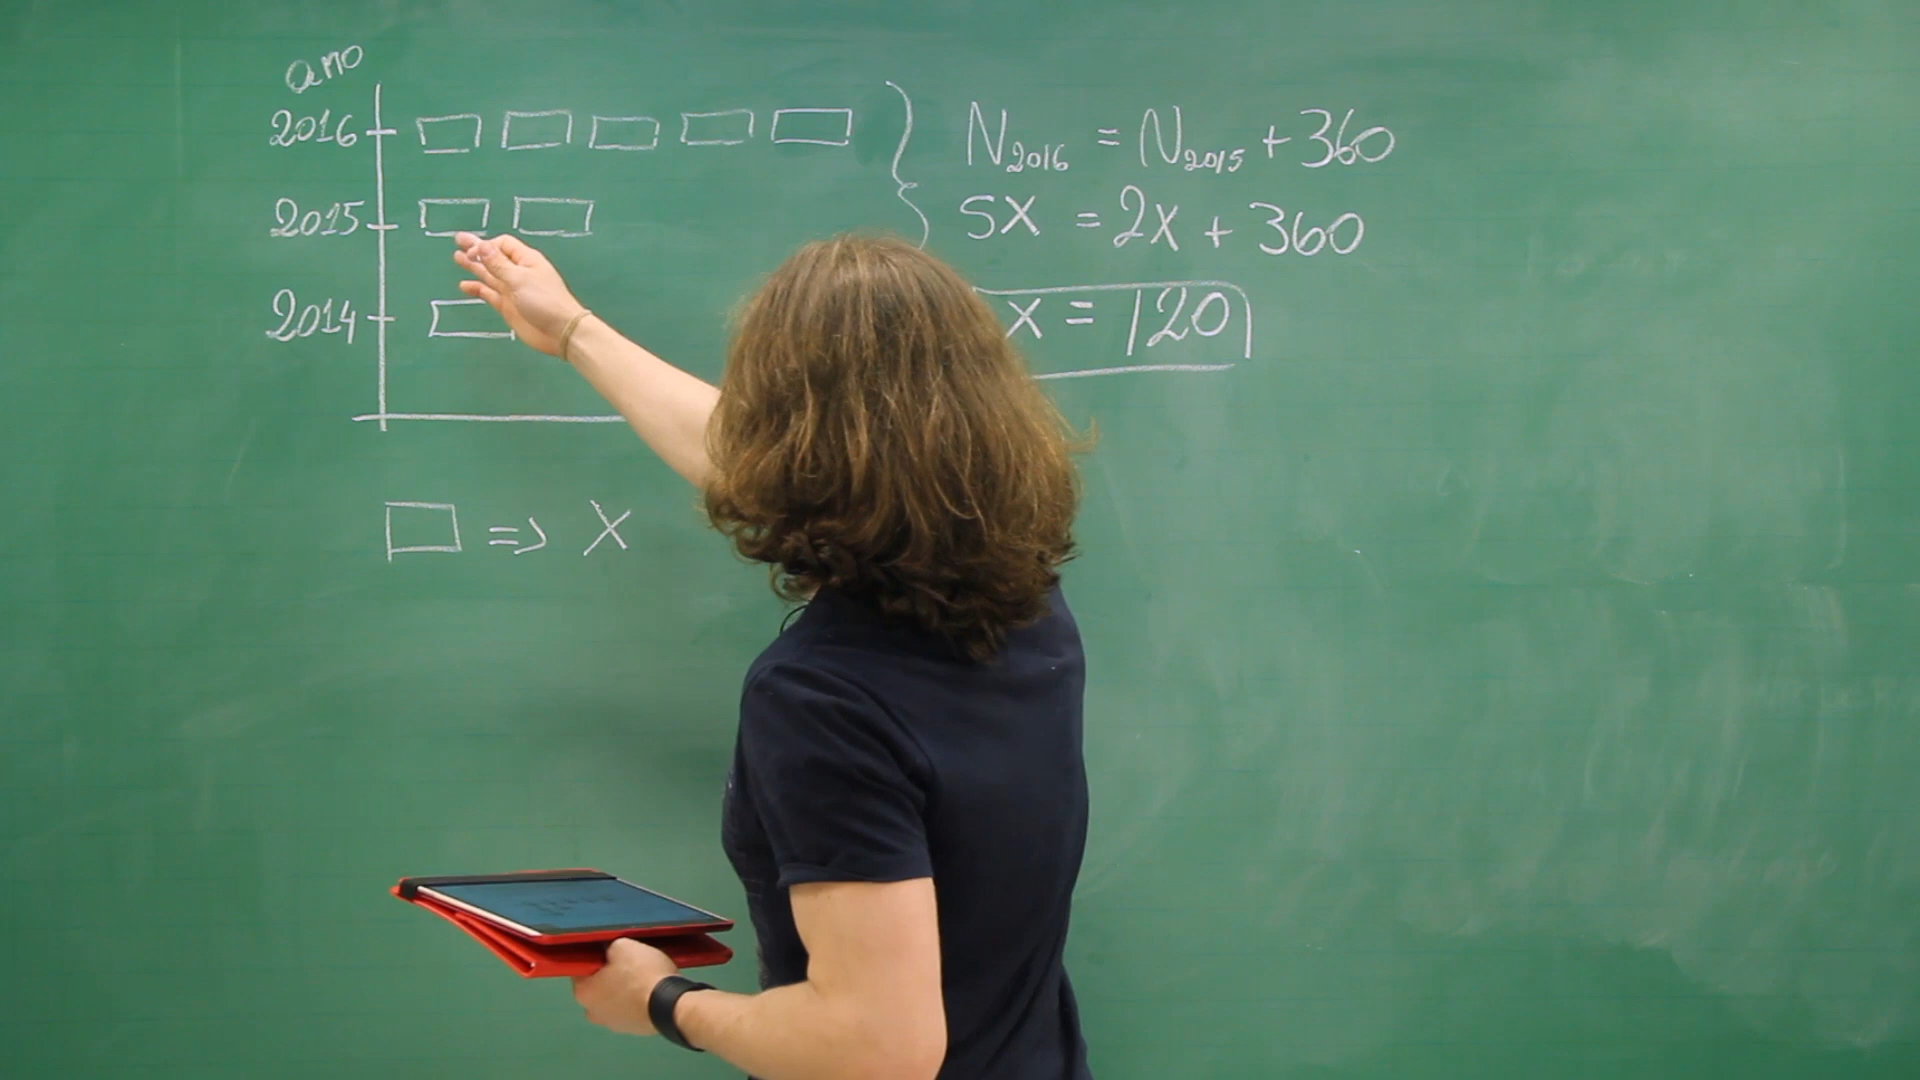 ano
2016
2015
2014
□ => X
N2016 = N2015 + 360
5X = 2X + 360
X = 120